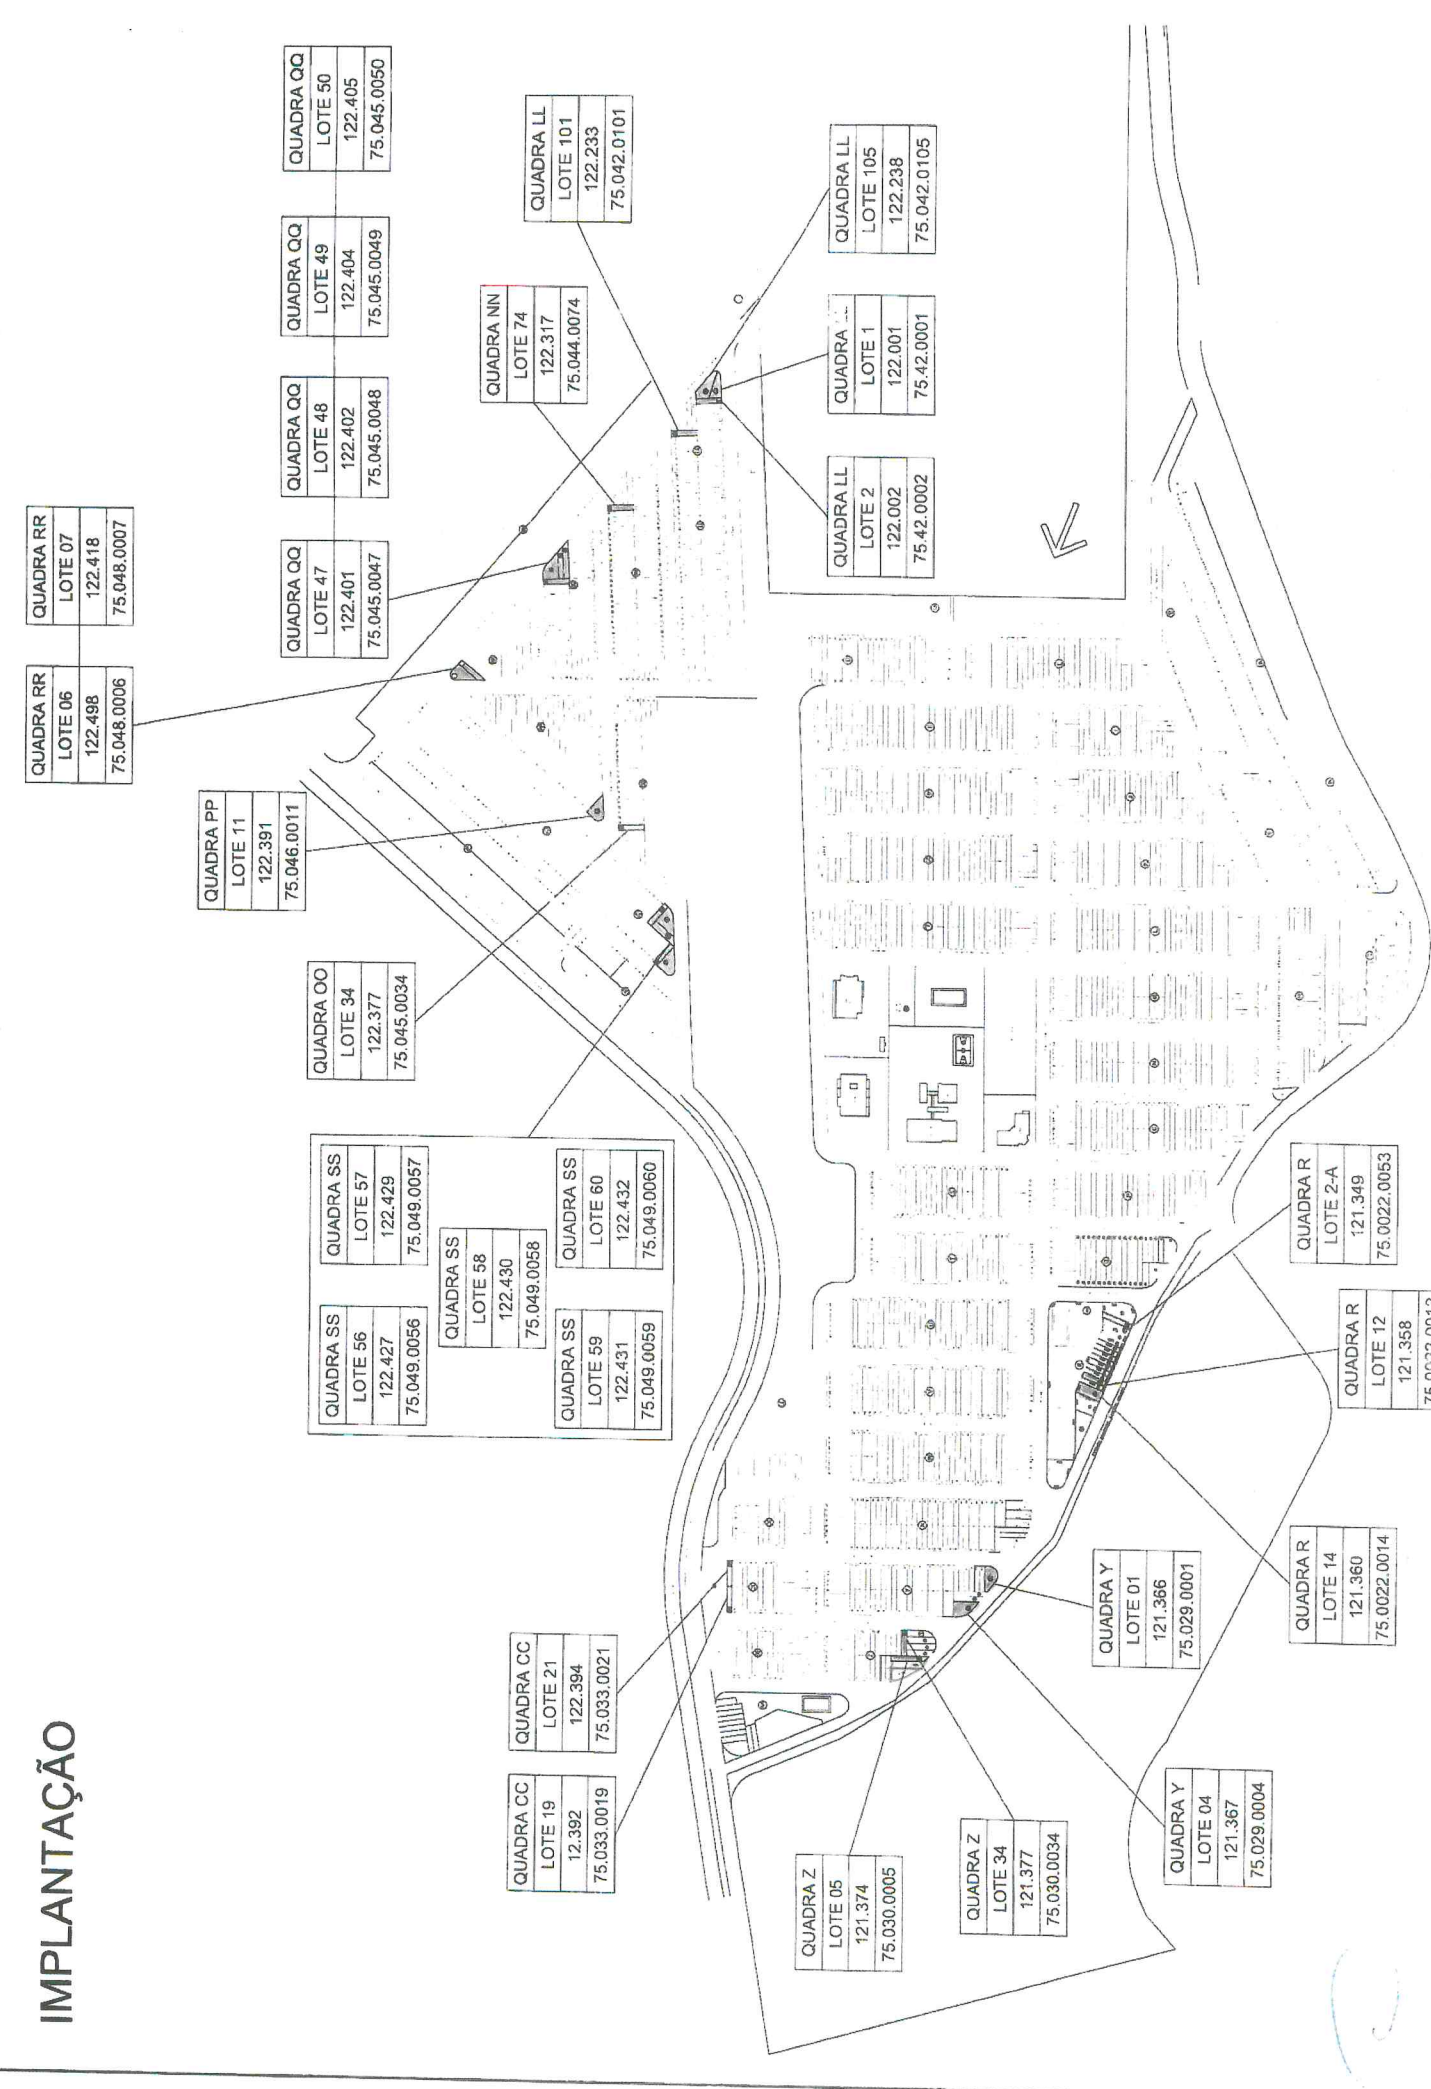 IMPLANTAÇÃO
QUADRA RR
LOTE 06
122.498
75.048.0006
QUADRA RR
LOTE 07
122.418
75.048.0007
QUADRA PP
LOTE 11
122.391
75.046.0011
QUADRA QQ
LOTE 47
122.401
75.045.0047
QUADRA QQ
LOTE 48
122.402
75.045.0048
QUADRA QQ
LOTE 49
122.404
75.045.0049
QUADRA QQ
LOTE 50
122.405
75.045.0050
QUADRA OO
LOTE 34
122.377
75.045.0034
QUADRA SS
LOTE 56
122.427
75.049.0056
QUADRA SS
LOTE 57
122.429
75.049.0057
QUADRA SS
LOTE 58
122.430
75.049.0058
QUADRA SS
LOTE 59
122.431
75.049.0059
QUADRA SS
LOTE 60
122.432
75.049.0060
QUADRA NN
LOTE 74
122.317
75.044.0074
QUADRA LL
LOTE 101
122.233
75.042.0101
QUADRA CC
LOTE 19
12.392
75.033.0019
QUADRA CC
LOTE 21
122.394
75.033.0021
QUADRA LL
LOTE 2
122.002
75.42.0002
QUADRA
LOTE 1
122.001
75.42.0001
QUADRA LL
LOTE 105
122.238
75.042.0105
QUADRA Z
LOTE 05
121.374
75.030.0005
QUADRA Z
LOTE 34
121.377
75.030.0034
QUADRA Y
LOTE 01
121.366
75.029.0001
QUADRA Y
LOTE 04
121.367
75.029.0004
QUADRA R
LOTE 14
121.360
75.0022.0014
QUADRA R
LOTE 2-A
121.349
75.0022.0053
QUADRA R
LOTE 12
121.358